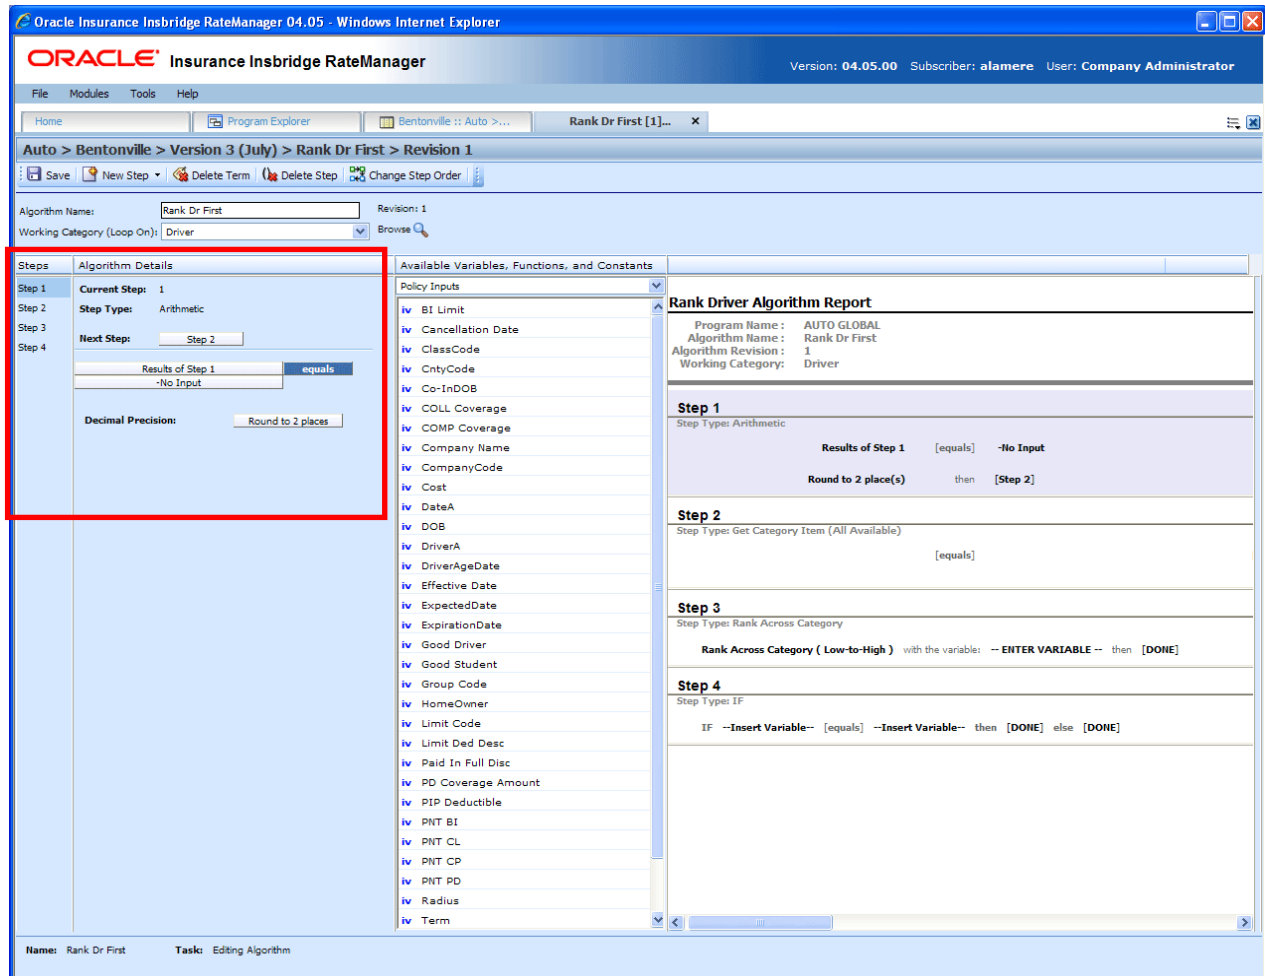 Oracle Insurance Insbridge RateManager 04.05 - Windows Internet Explorer
ORACLE Insurance Insbridge RateManager
Version: 04.05.00 Subscriber: alamere User: Company Administrator
File Modules Tools Help
Home Program Explorer Bentonville :: Auto >... Rank Dr First [1]... x
Auto > Bentonville > Version 3 (July) > Rank Dr First > Revision 1
Save New Step Delete Term Delete Step Change Step Order
Algorithm Name: Rank Dr First Revision: 1
Working Category (Loop On): Driver Browse
Steps
Step 1
Step 2
Step 3
Step 4
Algorithm Details
Current Step: 1
Step Type: Arithmetic
Next Step: Step 2
Results of Step 1 equals
-No Input
Decimal Precision: Round to 2 places
Available Variables, Functions, and Constants
Policy Inputs
iv BI Limit
iv Cancellation Date
iv ClassCode
iv CntyCode
iv Co-InDOB
iv COLL Coverage
iv COMP Coverage
iv Company Name
iv CompanyCode
iv Cost
iv DateA
iv DOB
iv DriverA
iv DriverAgeDate
iv Effective Date
iv ExpectedDate
iv ExpirationDate
iv Good Driver
iv Good Student
iv Group Code
iv HomeOwner
iv Limit Code
iv Limit Ded Desc
iv Paid In Full Disc
iv PD Coverage Amount
iv PIP Deductible
iv PNT BI
iv PNT CL
iv PNT CP
iv PNT PD
iv Radius
iv Term
Rank Driver Algorithm Report
Program Name : AUTO GLOBAL
Algorithm Name : Rank Dr First
Algorithm Revision : 1
Working Category: Driver
Step 1
Step Type: Arithmetic
Results of Step 1 [equals] -No Input
Round to 2 place(s) then [Step 2]
Step 2
Step Type: Get Category Item (All Available)
[equals]
Step 3
Step Type: Rank Across Category
Rank Across Category ( Low-to-High ) with the variable: -- ENTER VARIABLE -- then [DONE]
Step 4
Step Type: IF
IF --Insert Variable-- [equals] --Insert Variable-- then [DONE] else [DONE]
Name: Rank Dr First Task: Editing Algorithm